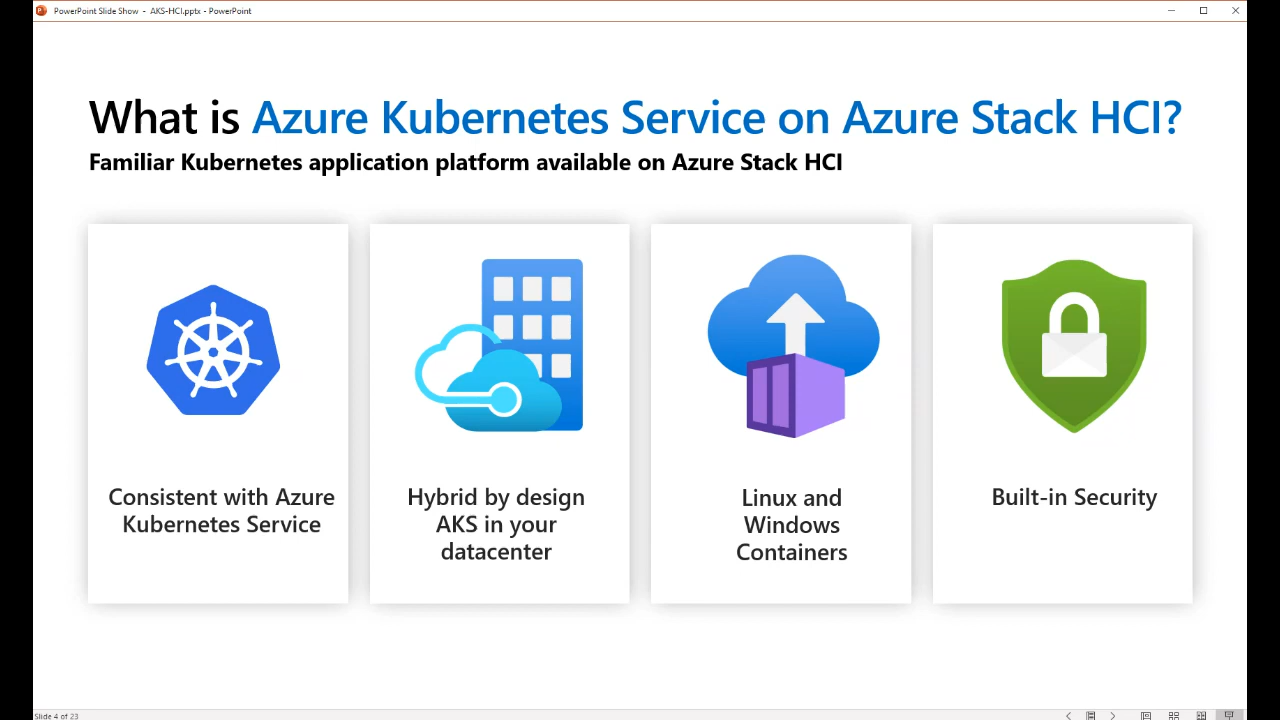 PowerPoint Slide Show - AKS-HCI.pptx - PowerPoint
What is Azure Kubernetes Service on Azure Stack HCI?
Familiar Kubernetes application platform available on Azure Stack HCI
Consistent with Azure
Kubernetes Service
Hybrid by design
AKS in your
datacenter
Linux and
Windows
Containers
Built-in Security
Slide 4 of 23